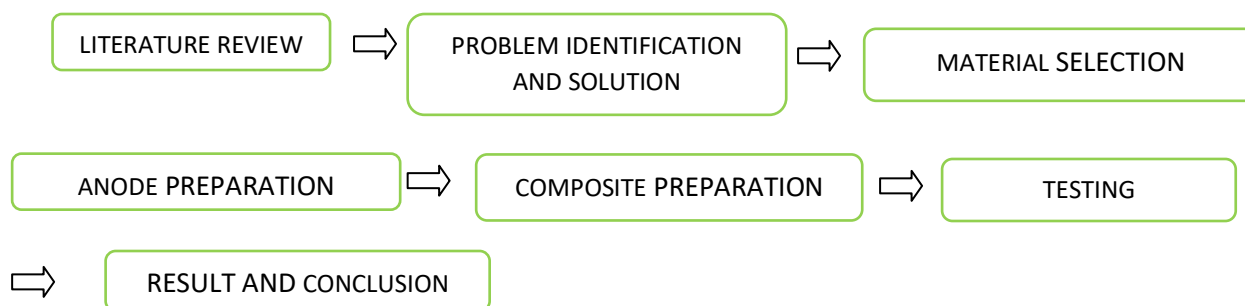 LITERATURE REVIEW
PROBLEM IDENTIFICATION
AND SOLUTION
MATERIAL SELECTION
ANODE PREPARATION
COMPOSITE PREPARATION
TESTING
RESULT AND CONCLUSION